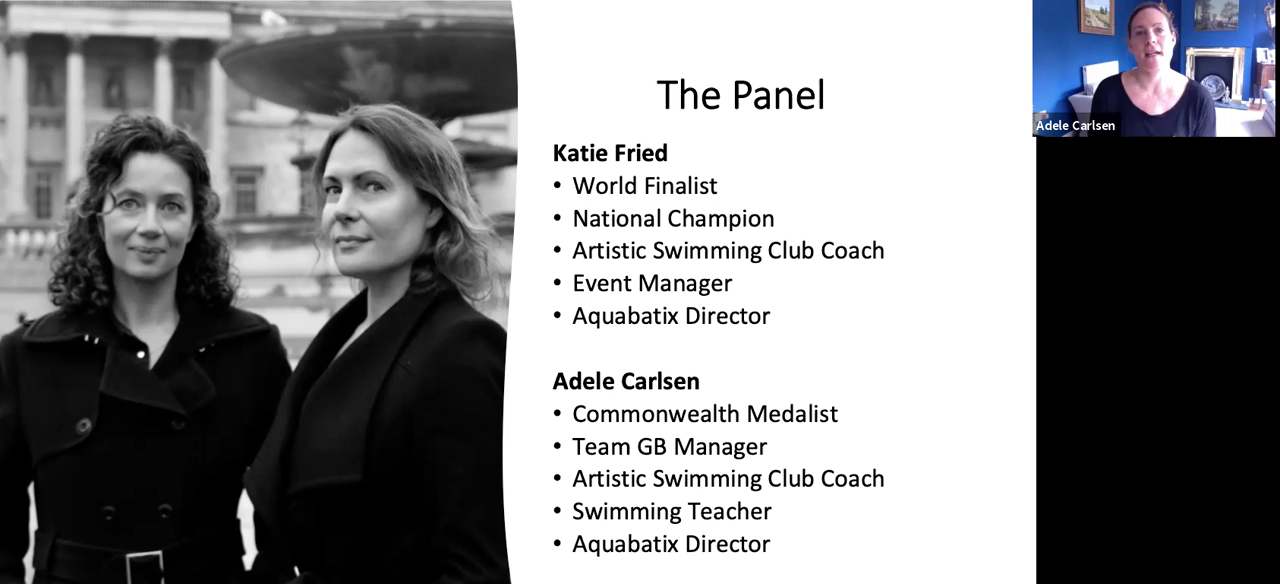 The Panel
Katie Fried
• World Finalist
• National Champion
• Artistic Swimming Club Coach
• Event Manager
• Aquabatix Director
Adele Carlsen
• Commonwealth Medalist
• Team GB Manager
• Artistic Swimming Club Coach
• Swimming Teacher
• Aquabatix Director
Adele Carlsen